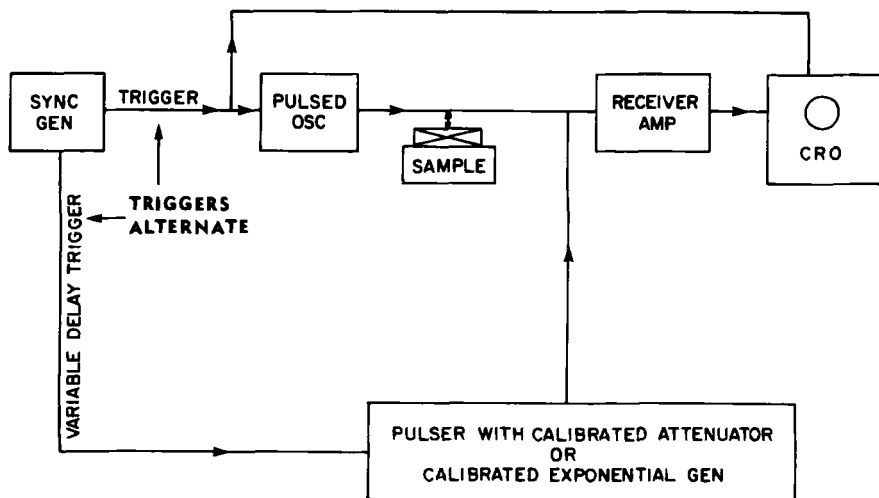 SYNC
GEN
TRIGGER
PULSED
OSC
SAMPLE
RECEIVER
AMP
CRO
TRIGGERS
ALTERNATE
VARIABLE DELAY TRIGGER
PULSER WITH CALIBRATED ATTENUATOR
OR
CALIBRATED EXPONENTIAL GEN